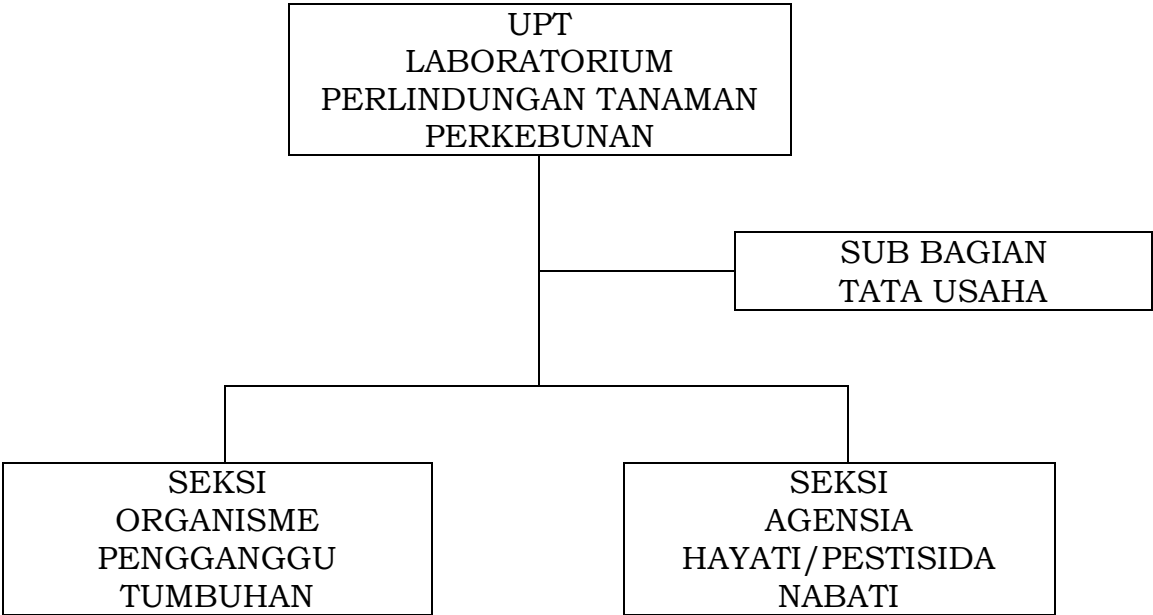 UPT
LABORATORIUM
PERLINDUNGAN TANAMAN
PERKEBUNAN
SUB BAGIAN
TATA USAHA
SEKSI
ORGANISME
PENGGANGGU
TUMBUHAN
SEKSI
AGENSIA
HAYATI/PESTISIDA
NABATI